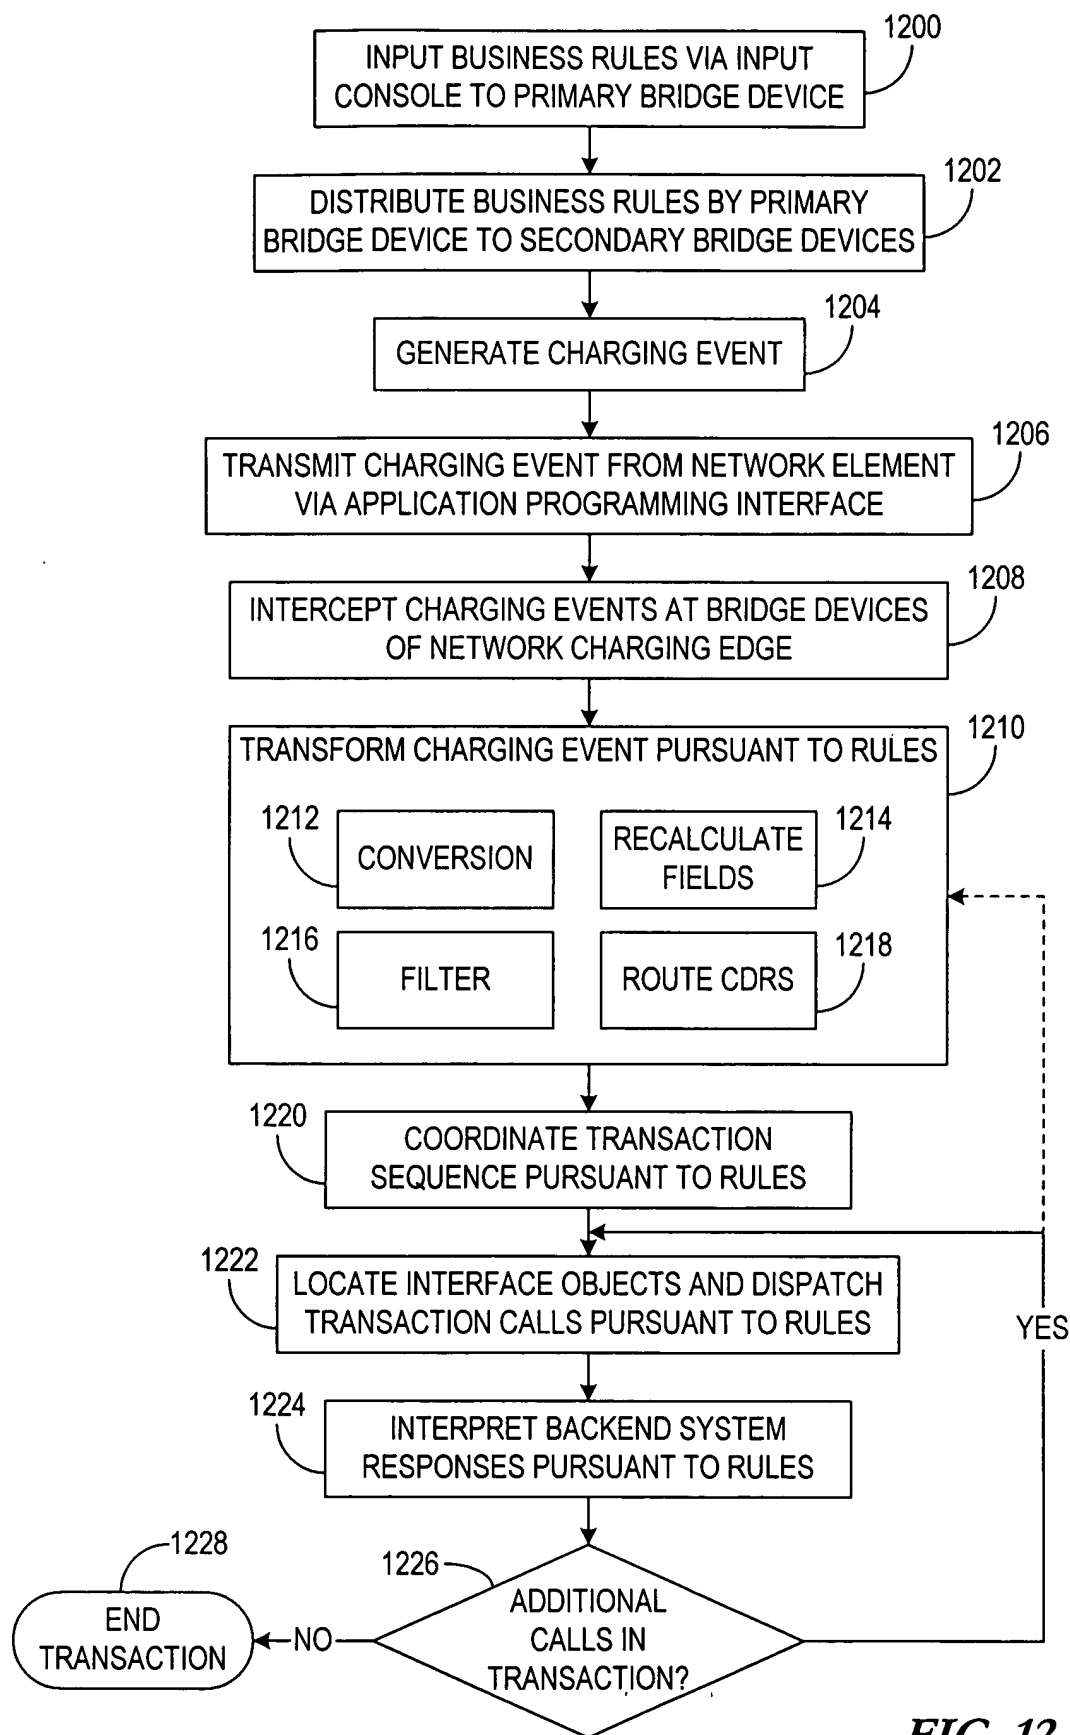 1200
INPUT BUSINESS RULES VIA INPUT
CONSOLE TO PRIMARY BRIDGE DEVICE
1202
DISTRIBUTE BUSINESS RULES BY PRIMARY
BRIDGE DEVICE TO SECONDARY BRIDGE DEVICES
1204
GENERATE CHARGING EVENT
1206
TRANSMIT CHARGING EVENT FROM NETWORK ELEMENT
VIA APPLICATION PROGRAMMING INTERFACE
1208
INTERCEPT CHARGING EVENTS AT BRIDGE DEVICES
OF NETWORK CHARGING EDGE
1210
TRANSFORM CHARGING EVENT PURSUANT TO RULES
1212
CONVERSION
1214
RECALCULATE
FIELDS
1216
FILTER
1218
ROUTE CDRS
1220
COORDINATE TRANSACTION
SEQUENCE PURSUANT TO RULES
1222
LOCATE INTERFACE OBJECTS AND DISPATCH
TRANSACTION CALLS PURSUANT TO RULES
YES
1224
INTERPRET BACKEND SYSTEM
RESPONSES PURSUANT TO RULES
1226
ADDITIONAL
CALLS IN
TRANSACTION?
NO
1228
END
TRANSACTION
FIG. 12